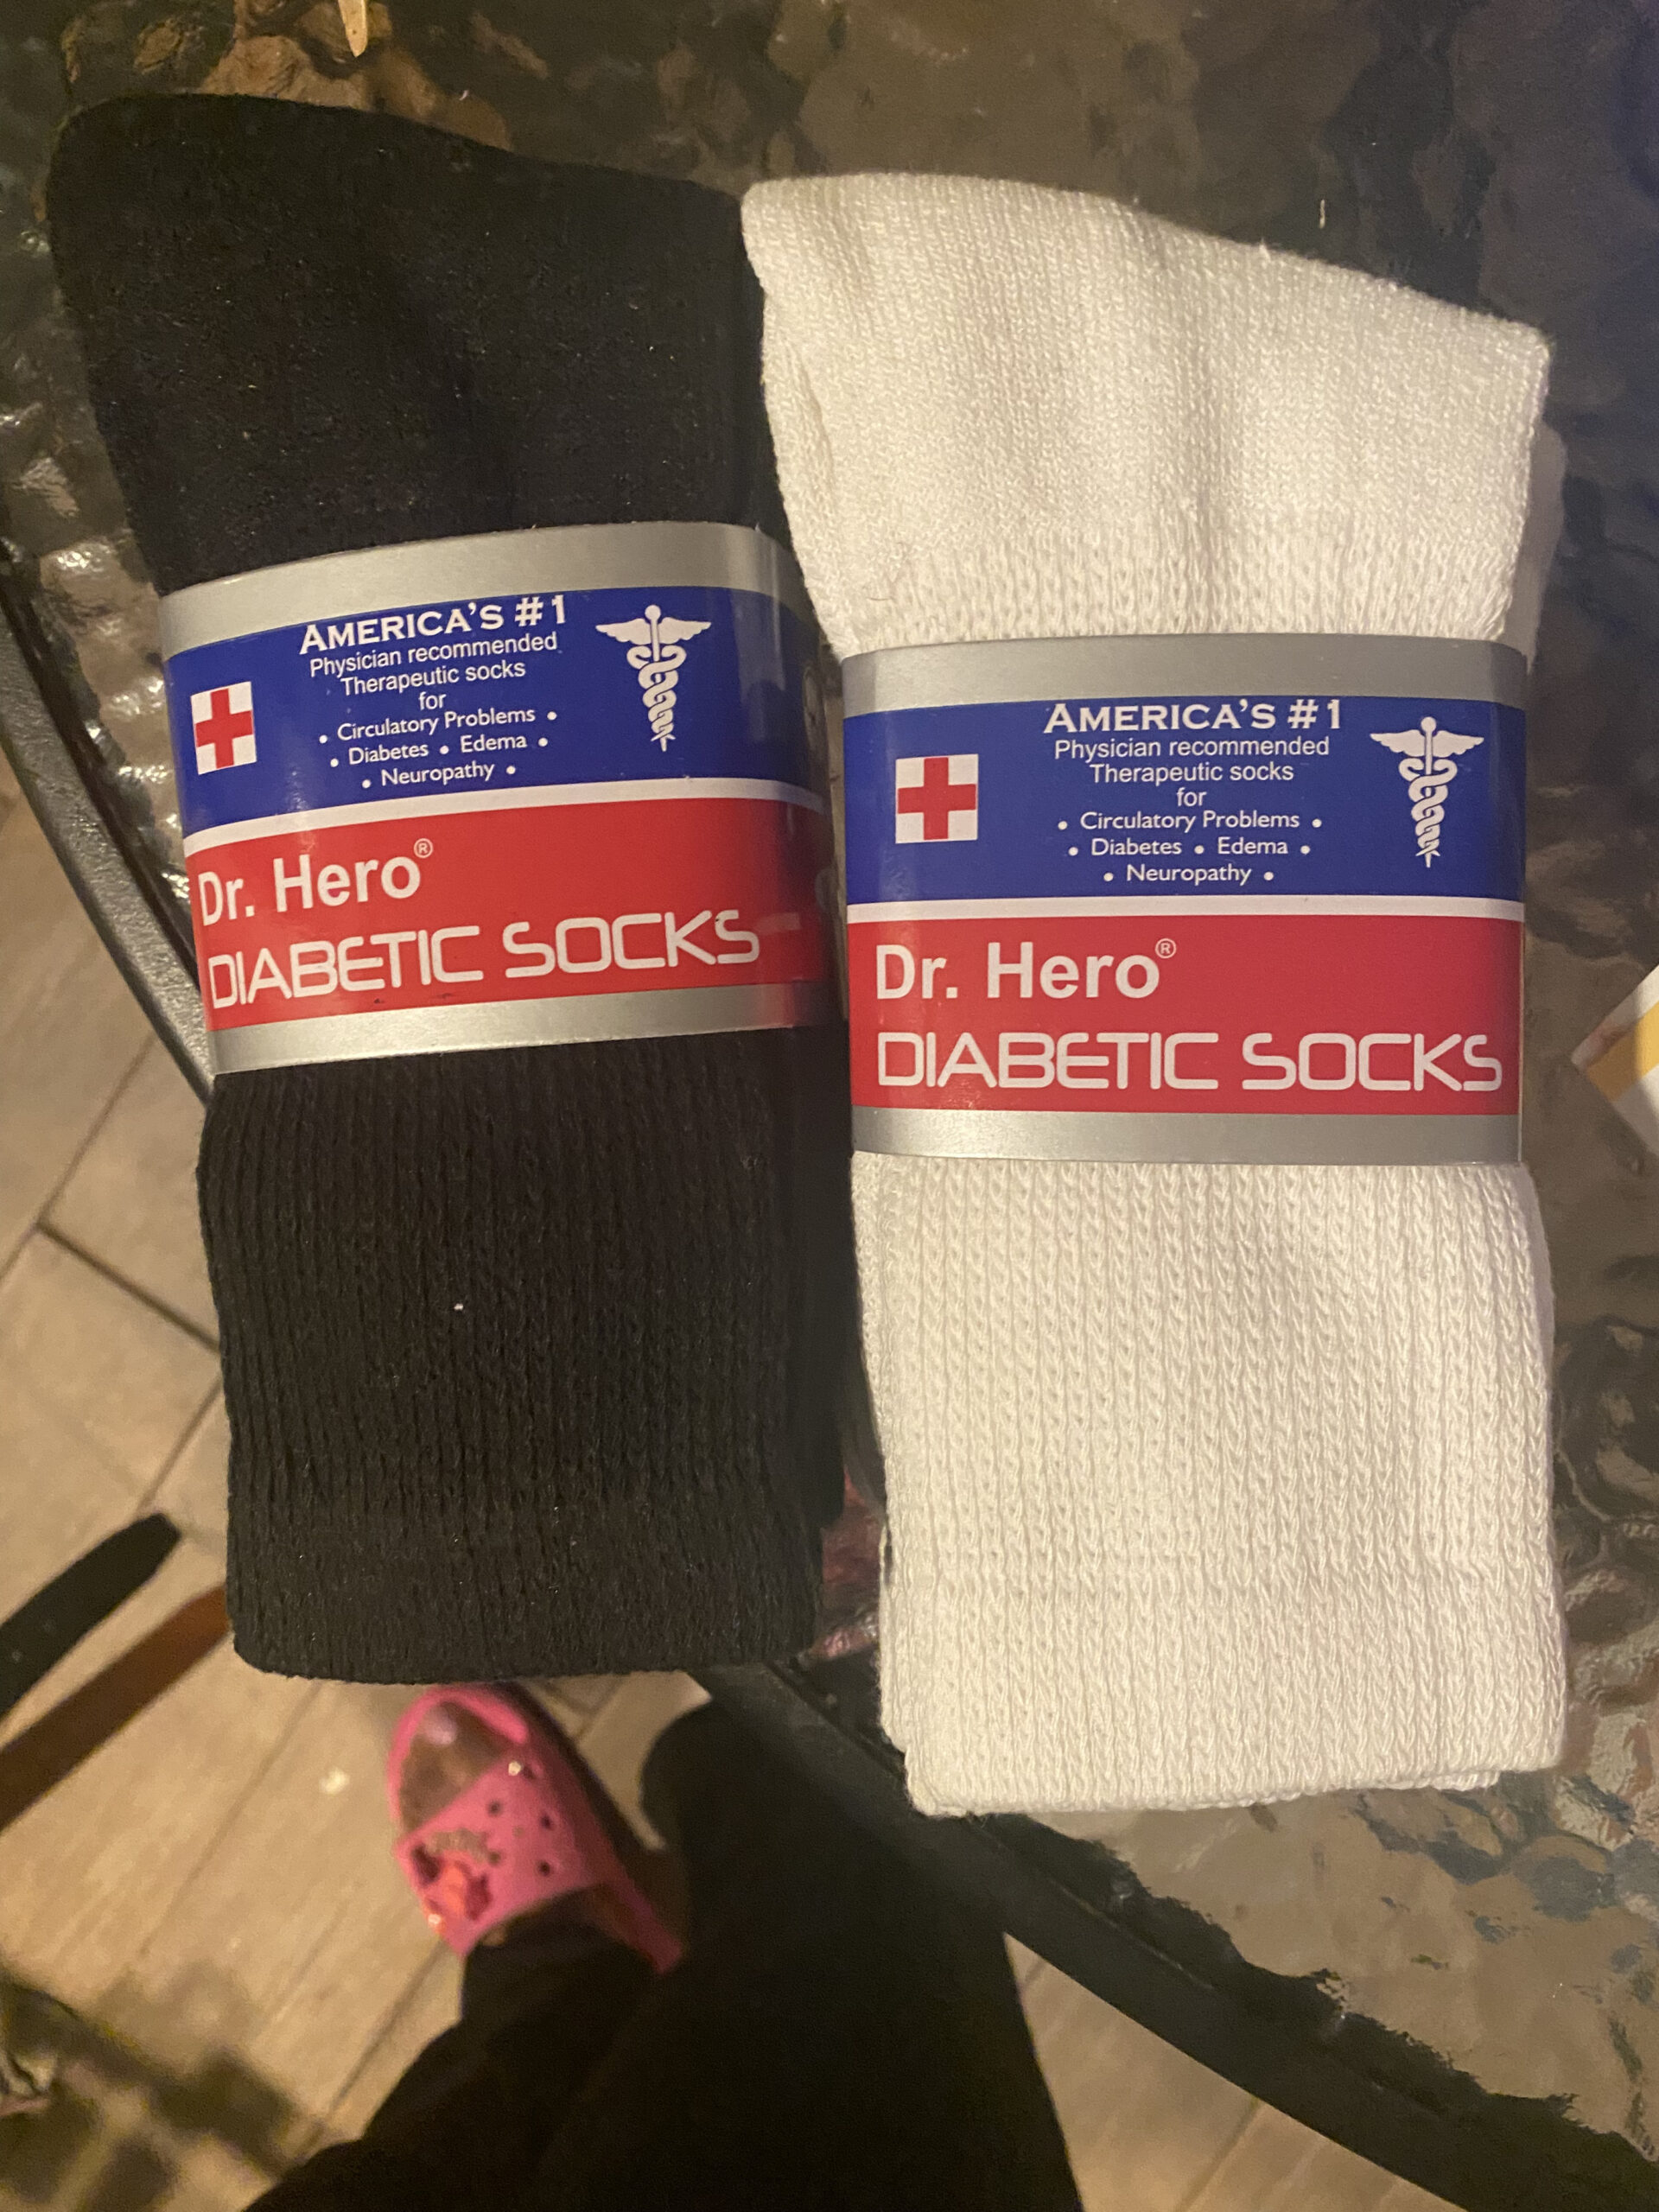 AMERICA'S #1
Physician recommended
Therapeutic socks
for
• Circulatory Problems •
• Diabetes • Edema •
• Neuropathy •
Dr. Hero®
DIABETIC SOCKS
AMERICA'S #1
Physician recommended
Therapeutic socks
for
• Circulatory Problems •
• Diabetes • Edema •
• Neuropathy •
Dr. Hero®
DIABETIC SOCKS